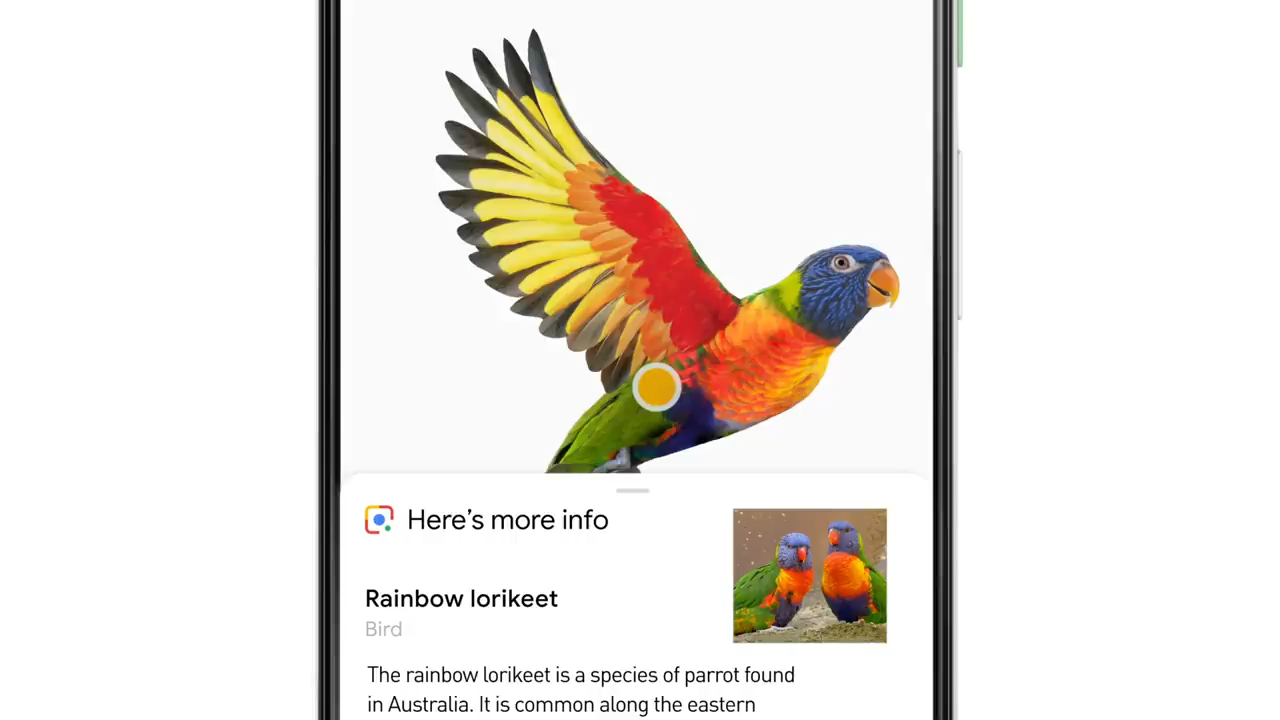 Here’s more info
Rainbow lorikeet
Bird
The rainbow lorikeet is a species of parrot found
in Australia. It is common along the eastern